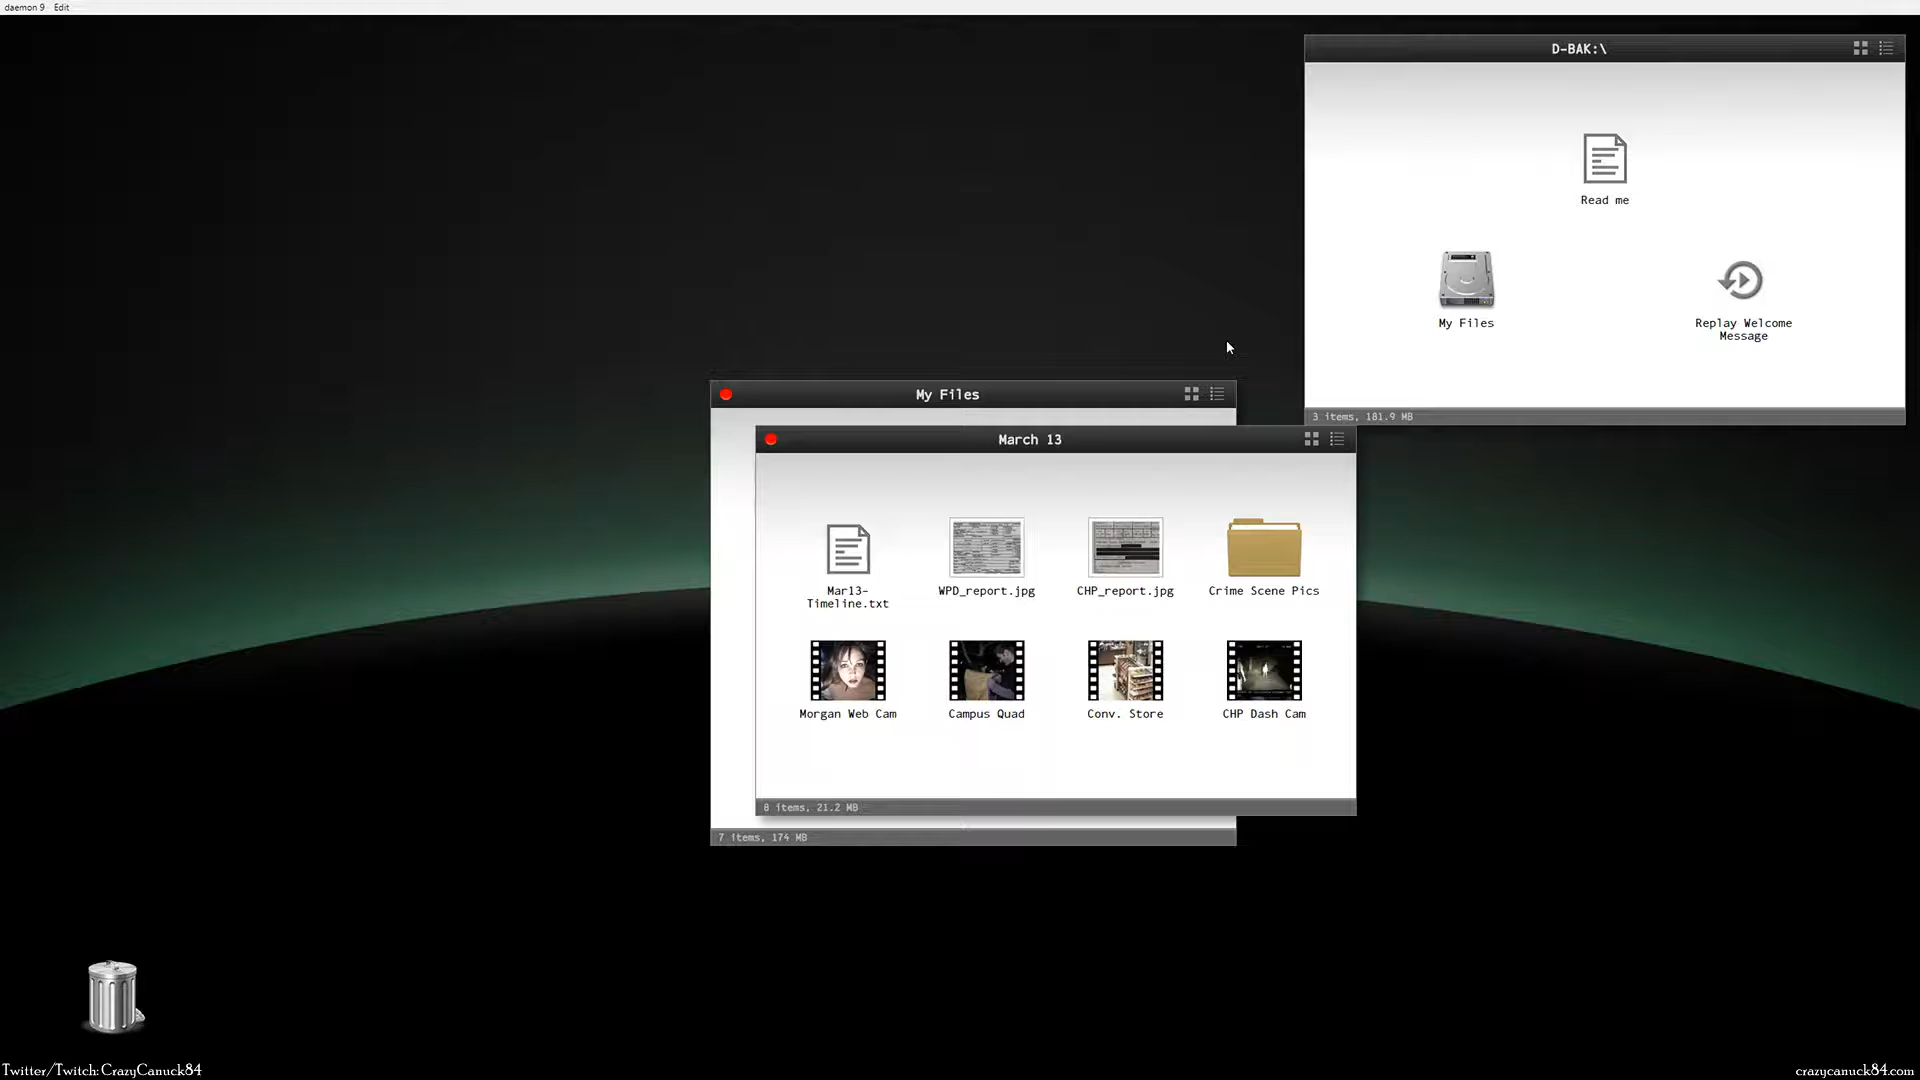 daemon 9 Edit
D-BAK:\
Read me
My Files
Replay Welcome
Message
3 items, 181.9 MB
My Files
March 13
Mar13-
Timeline.txt
WPD_report.jpg
CHP_report.jpg
Crime Scene Pics
Morgan Web Cam
Campus Quad
Conv. Store
CHP Dash Cam
8 items, 21.2 MB
7 items, 174 MB
Twitter/Twitch: CrazyCanuck84
crazycanuck84.com